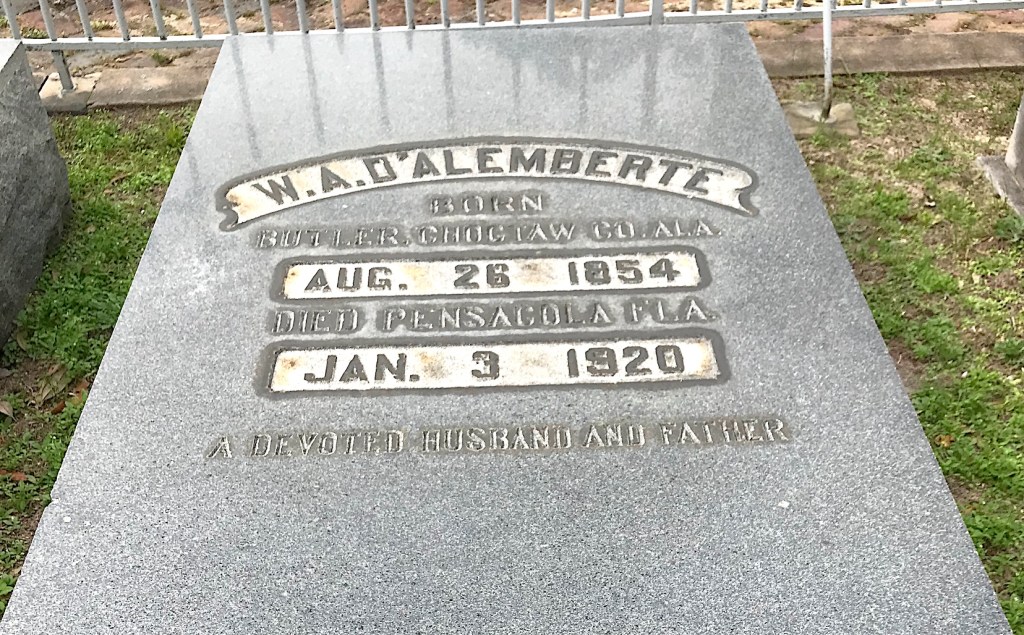 W. A. D'ALEMBERTE
BORN
BUTLER, CHOCTAW CO. ALA.
AUG. 26 1854
DIED PENSACOLA FLA.
JAN. 3 1920
A DEVOTED HUSBAND AND FATHER